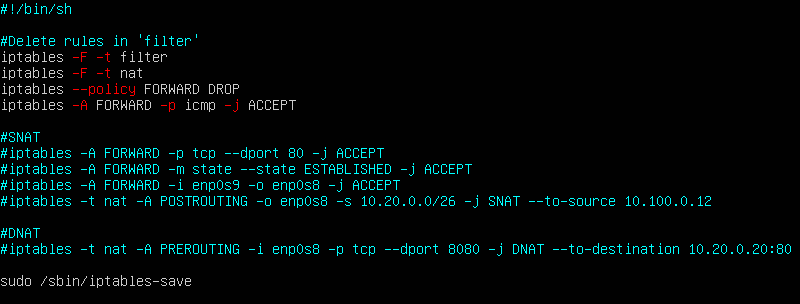 #!/bin/sh
#Delete rules in 'filter'
iptables -F -t filter
iptables -F -t nat
iptables --policy FORWARD DROP
iptables -A FORWARD -p icmp -j ACCEPT
#SNAT
#iptables -A FORWARD -p tcp --dport 80 -j ACCEPT
#iptables -A FORWARD -m state --state ESTABLISHED -j ACCEPT
#iptables -A FORWARD -i enp0s9 -o enp0s8 -j ACCEPT
#iptables -t nat -A POSTROUTING -o enp0s8 -s 10.20.0.0/26 -j SNAT --to-source 10.100.0.12
#DNAT
#iptables -t nat -A PREROUTING -i enp0s8 -p tcp --dport 8080 -j DNAT --to-destination 10.20.0.20:80
sudo /sbin/iptables-save